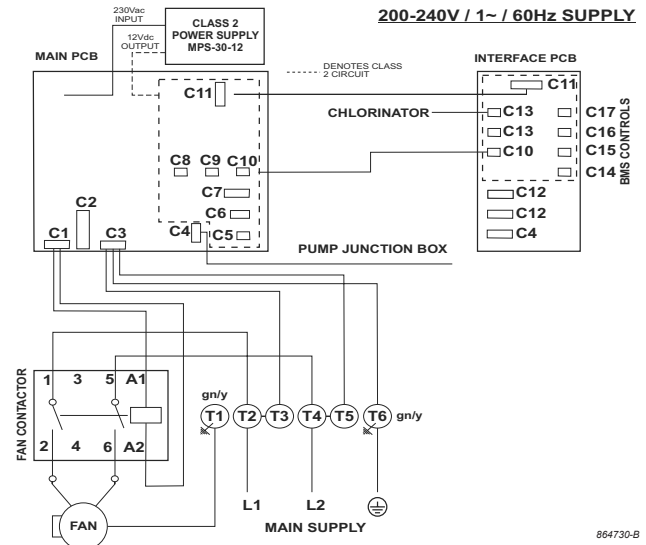 200-240V / 1~ / 60Hz SUPPLY
230Vac
INPUT
CLASS 2
POWER SUPPLY
MPS-30-12
12Vdc
OUTPUT
MAIN PCB
DENOTES CLASS
2 CIRCUIT
INTERFACE PCB
C11
C11
CHLORINATOR
C13
C17
C13
C16
C10
C15
C14
BMS CONTROLS
C8
C9
C10
C7
C6
C5
C4
C2
C1
C3
C12
C12
C4
PUMP JUNCTION BOX
FAN CONTACTOR
1
3
5
A1
2
4
6
A2
gn/y
T1
T2
T3
T4
T5
T6
gn/y
L1
L2
MAIN SUPPLY
FAN
864730-B